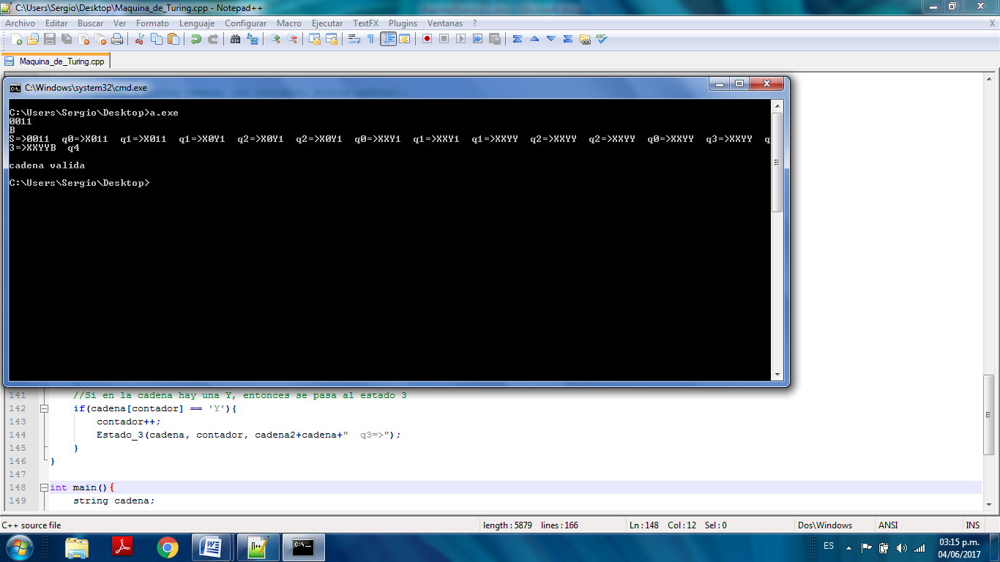 C:\Users\Sergio\Desktop\Maquina_de_Turing.cpp - Notepad++
Archivo Editar Buscar Ver Formato Lenguaje Configurar Macro Ejecutar TextFX Plugins Ventanas ? X
Maquina_de_Turing.cpp
C:\Windows\system32\cmd.exe
C:\Users\Sergio\Desktop>a.exe
0011
B
S=>0011  q0=>X011  q1=>X011  q1=>X0Y1  q2=>X0Y1  q2=>X0Y1  q0=>XXY1  q1=>XXY1  q1=>XXYY  q2=>XXYY  q2=>XXYY  q0=>XXYY  q3=>XXYY  q
3=>XXYYB  q4
cadena valida
C:\Users\Sergio\Desktop>
141 //Si en la cadena hay una Y, entonces se pasa al estado 3
142 if(cadena[contador] == 'Y'){
143 contador++;
144 Estado_3(cadena, contador, cadena2+cadena+"  q3=>");
145 }
146 }
147
148 int main(){
149 string cadena;
C++ source file length : 5879 lines : 166 Ln : 148 Col : 12 Sel : 0 Dos\Windows ANSI INS
ES 03:15 p.m.
04/06/2017